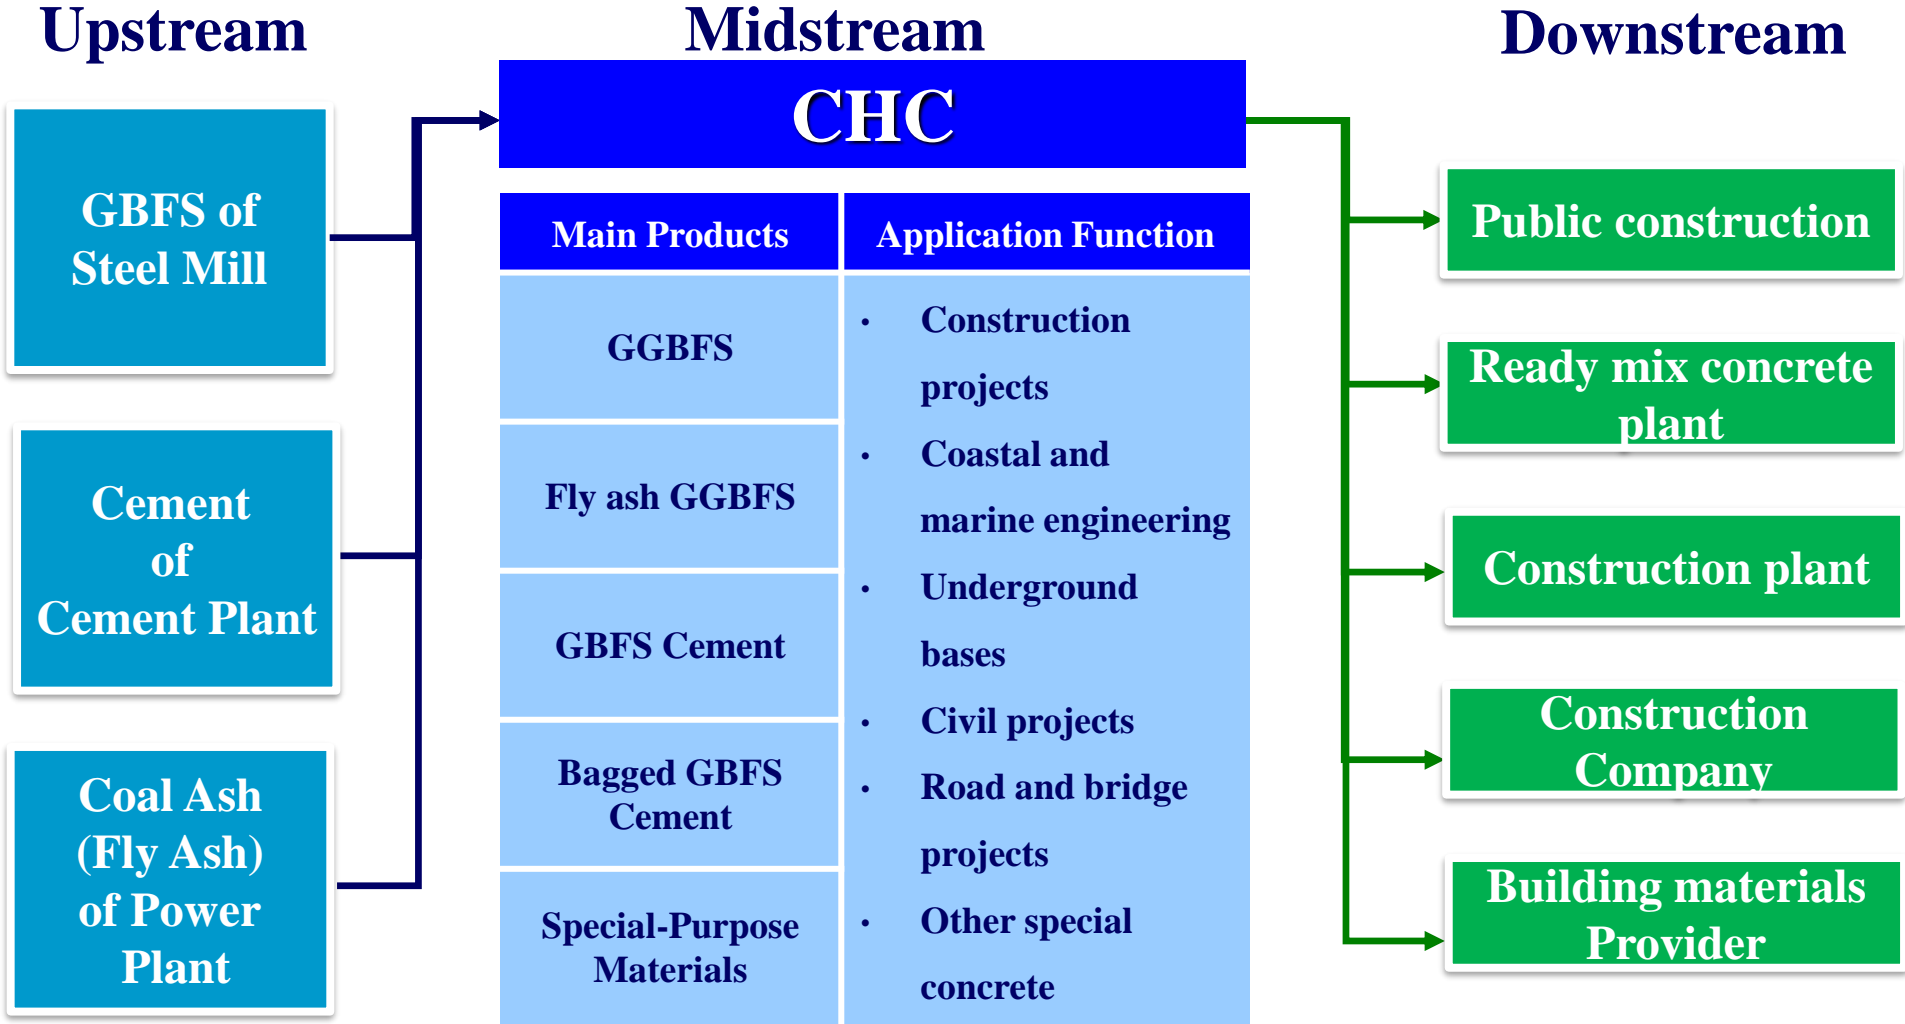 Upstream
Midstream
Downstream
GBFS of
Steel Mill
Cement
of
Cement Plant
Coal Ash
(Fly Ash)
of Power
Plant
CHC
Main Products
Application Function
GGBFS
Fly ash GGBFS
GBFS Cement
Bagged GBFS
Cement
Special-Purpose
Materials
• Construction
projects
• Coastal and
marine engineering
• Underground
bases
• Civil projects
• Road and bridge
projects
• Other special
concrete
Public construction
Ready mix concrete
plant
Construction plant
Construction
Company
Building materials
Provider